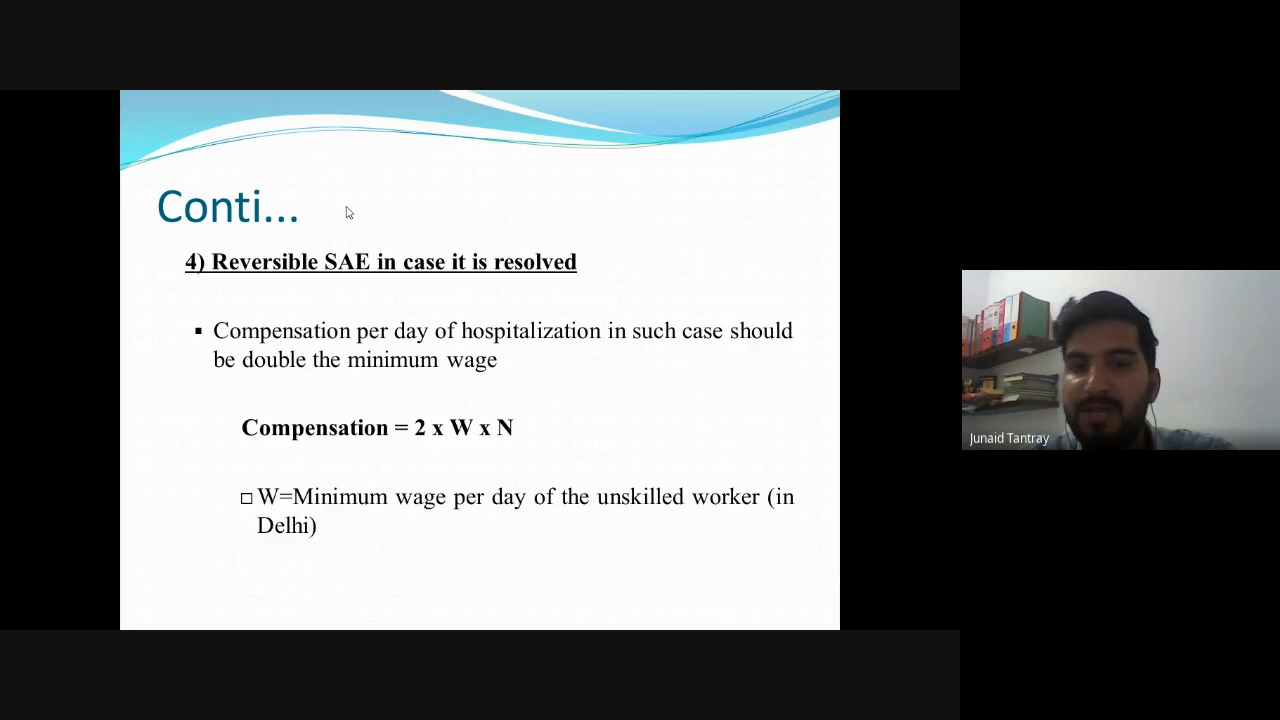 Conti...
4) Reversible SAE in case it is resolved
▪ Compensation per day of hospitalization in such case should
be double the minimum wage
Compensation = 2 x W x N
□ W=Minimum wage per day of the unskilled worker (in
Delhi)
Junaid Tantray